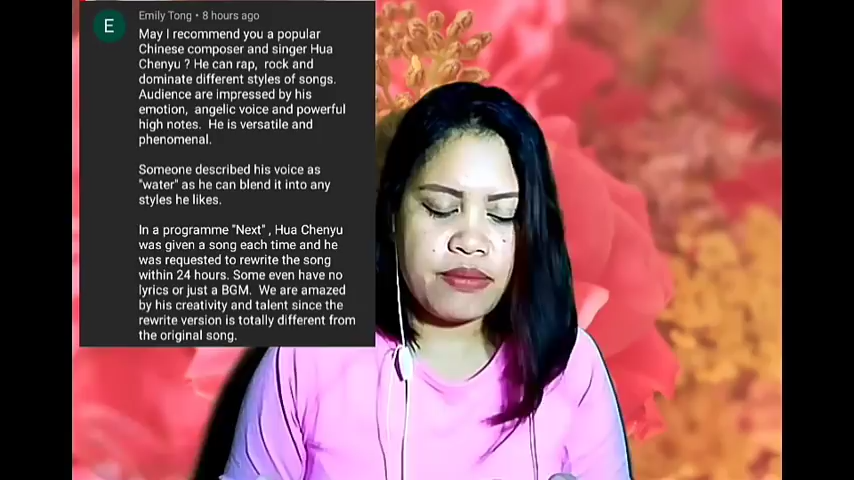 E
Emily Tong • 8 hours ago
May I recommend you a popular
Chinese composer and singer Hua
Chenyu ? He can rap, rock and
dominate different styles of songs.
Audience are impressed by his
emotion, angelic voice and powerful
high notes. He is versatile and
phenomenal.
Someone described his voice as
"water" as he can blend it into any
styles he likes.
In a programme "Next" , Hua Chenyu
was given a song each time and he
was requested to rewrite the song
within 24 hours. Some even have no
lyrics or just a BGM. We are amazed
by his creativity and talent since the
rewrite version is totally different from
the original song.